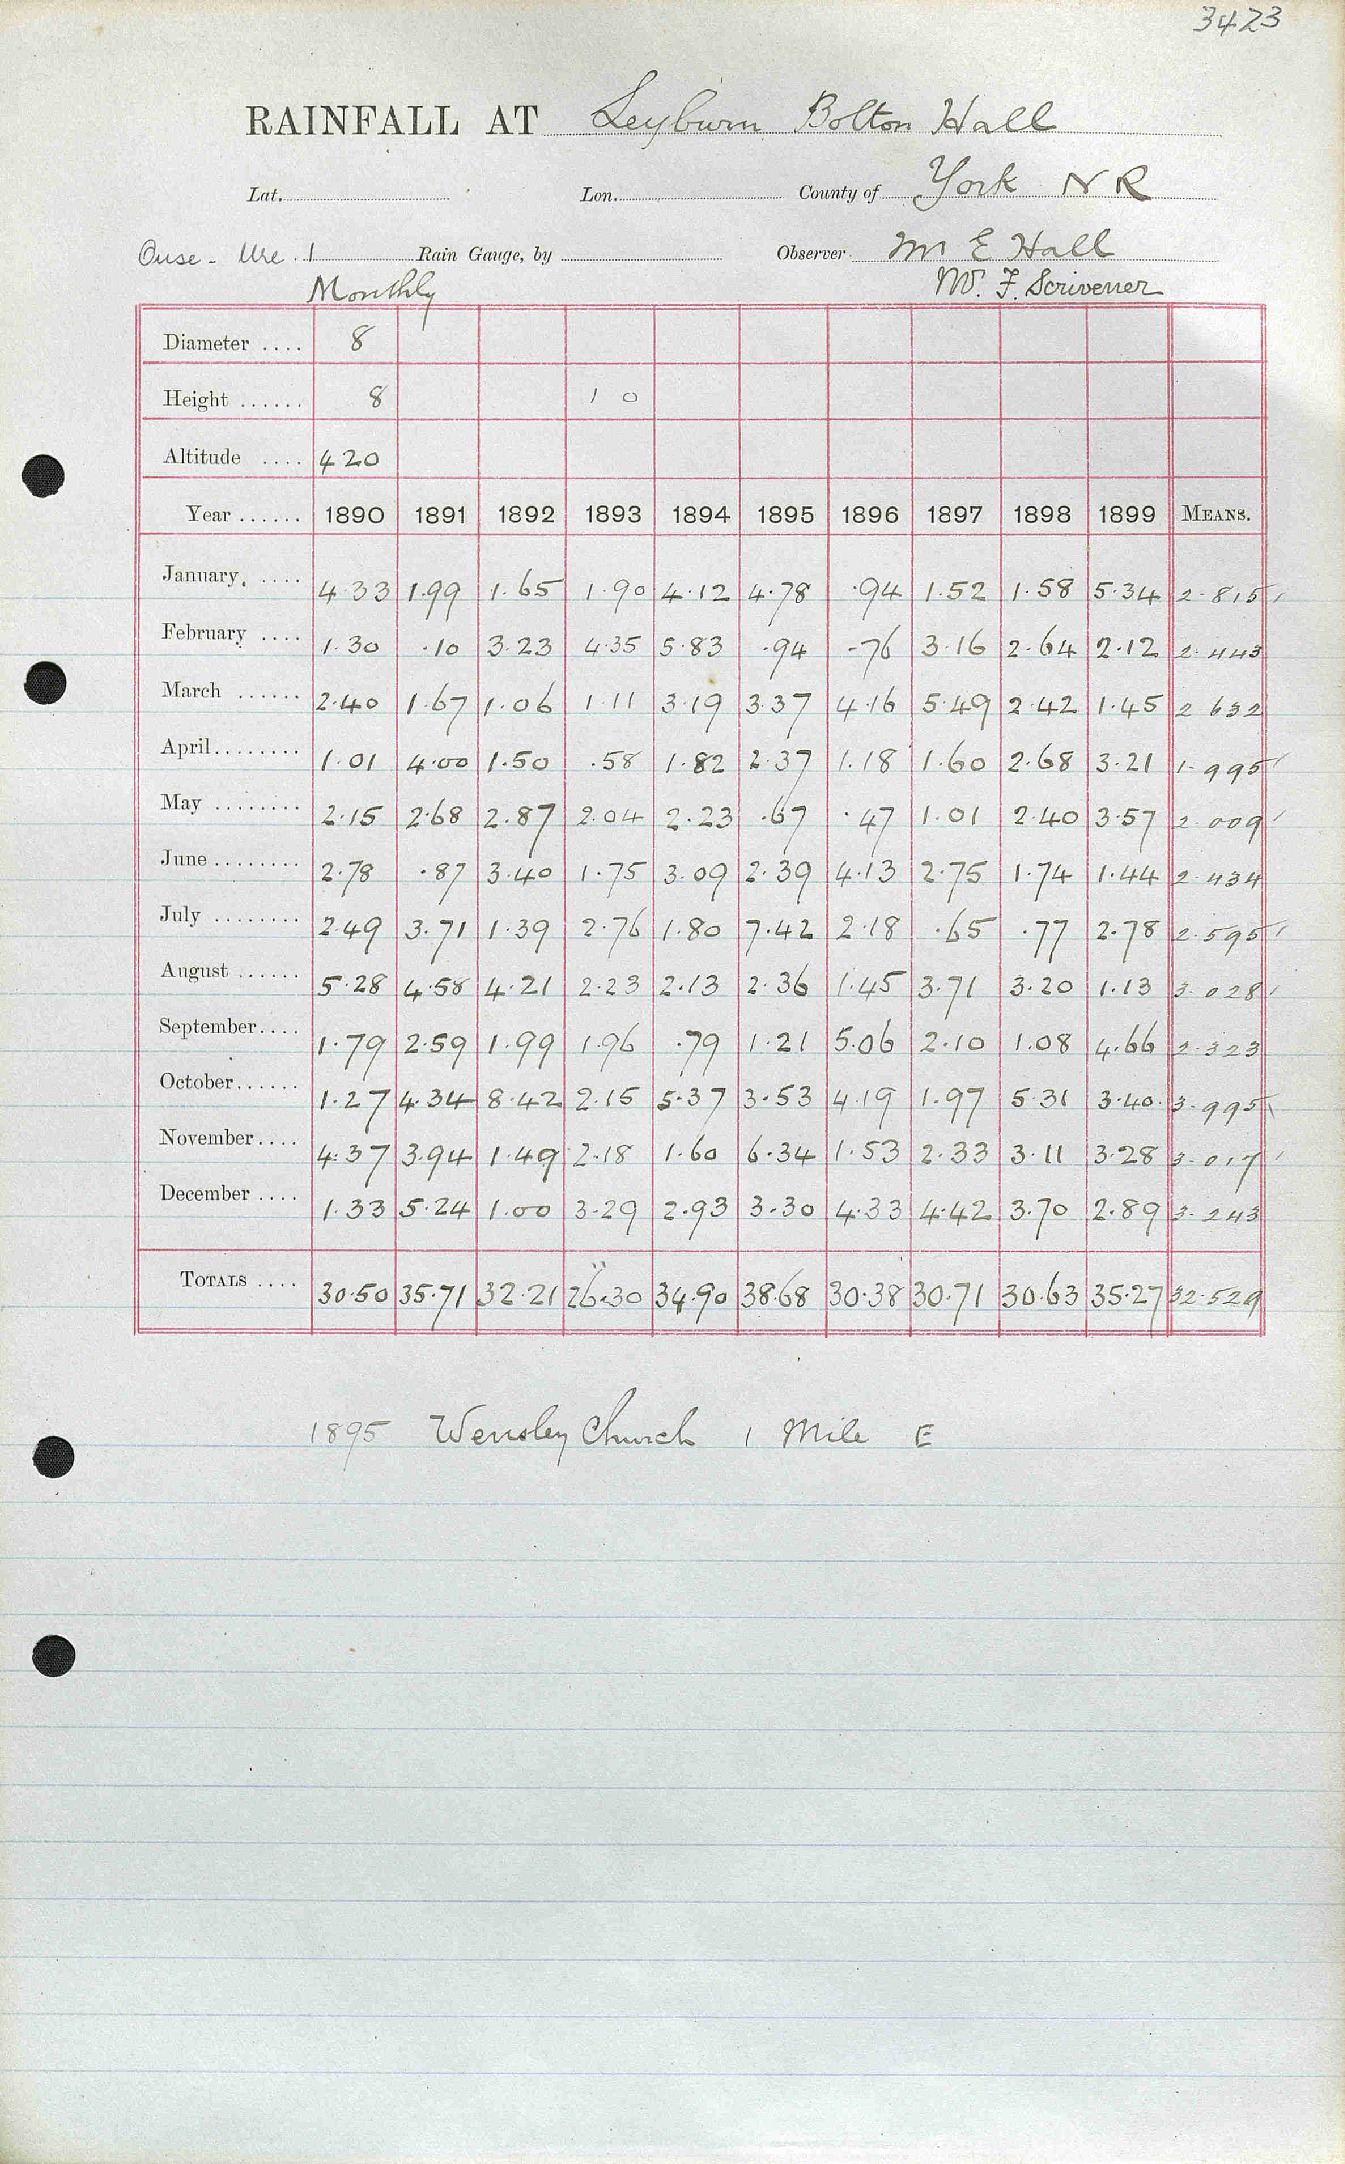 3423
RAINFALL AT Leyburn Bolton Hall
Lat. Lon. County of York N R
Ouse - Ure . 1 Rain Gauge, by Observer. M E Hall
Monthly W. F. Scrivener
Diameter .... 8
Height ...... 8 1 0
Altitude .... 420
Year ...... 1890 1891 1892 1893 1894 1895 1896 1897 1898 1899 MEANS.
January. .... 4.33 1.99 1.65 1.90 4.12 4.78 .94 1.52 1.58 5.34 2.815
February .... 1.30 .10 3.23 4.35 5.83 .94 .76 3.16 2.64 2.12 2.443
March ...... 2.40 1.67 1.06 1.11 3.19 3.37 4.16 5.49 2.42 1.45 2 632
April........ 1.01 4.00 1.50 .58 1.82 2.37 1.18 1.60 2.68 3.21 1.995
May ........ 2.15 2.68 2.87 2.04 2.23 .67 .47 1.01 2.40 3.57 2.009
June........ 2.78 .87 3.40 1.75 3.09 2.39 4.13 2.75 1.74 1.44 2.434
July ........ 2.49 3.71 1.39 2.76 1.80 7.42 2.18 .65 .77 2.78 2.595
August ...... 5.28 4.58 4.21 2.23 2.13 2.36 1.45 3.71 3.20 1.13 3.028
September.... 1.79 2.59 1.99 1.96 .79 1.21 5.06 2.10 1.08 4.66 2.323
October...... 1.27 4.34 8.42 2.15 5.37 3.53 4.19 1.97 5.31 3.40 3.995
November.... 4.37 3.94 1.49 2.18 1.60 6.34 1.53 2.33 3.11 3.28 3.017
December .... 1.33 5.24 1.00 3.29 2.93 3.30 4.33 4.42 3.70 2.89 3.243
TOTALS .... 30.50 35.71 32.21 26.30 34.90 38.68 30.38 30.71 30.63 35.27 32.529
1895 Wensley Church 1 Mile E